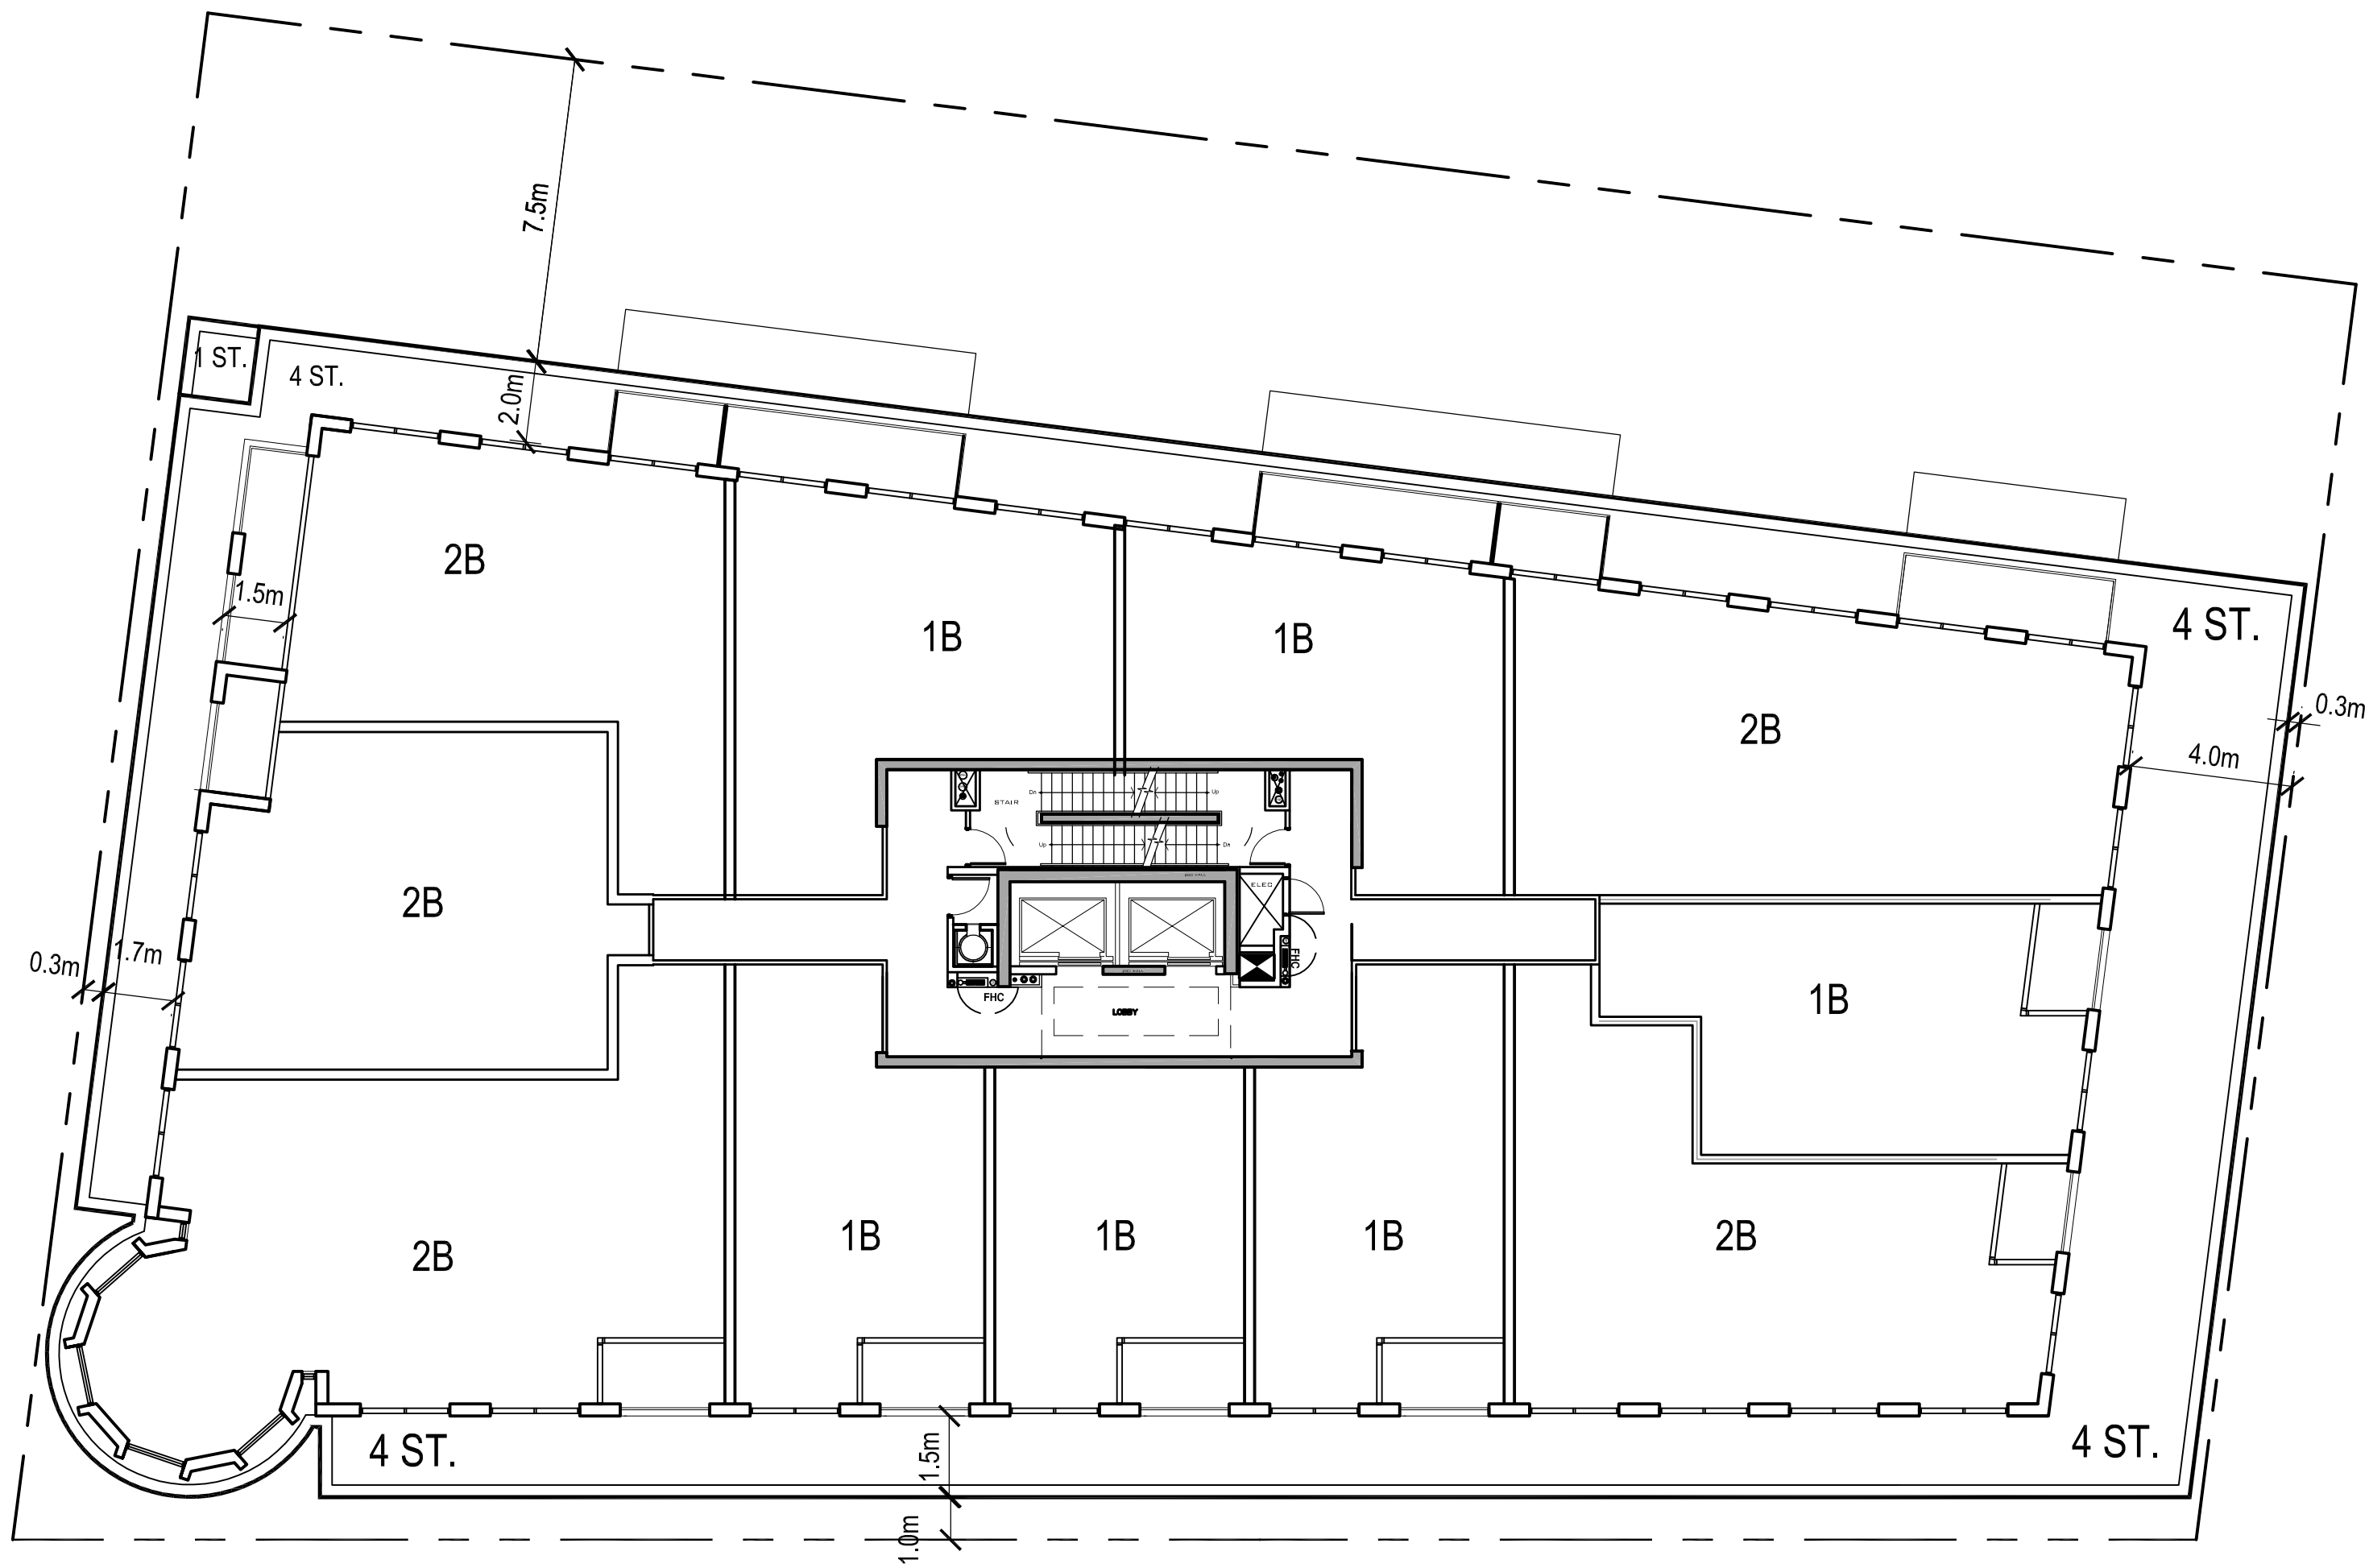 7.5m
1 ST.
4 ST.
2.0m
2B
1.5m
4 ST.
1B
1B
0.3m
2B
4.0m
STAIR
Dn
Up
Up
Dn
ELEC
2B
1.7m
0.3m
FHC
FHC
1B
LOBBY
2B
1B
1B
1B
2B
4 ST.
1.5m
4 ST.
1.0m